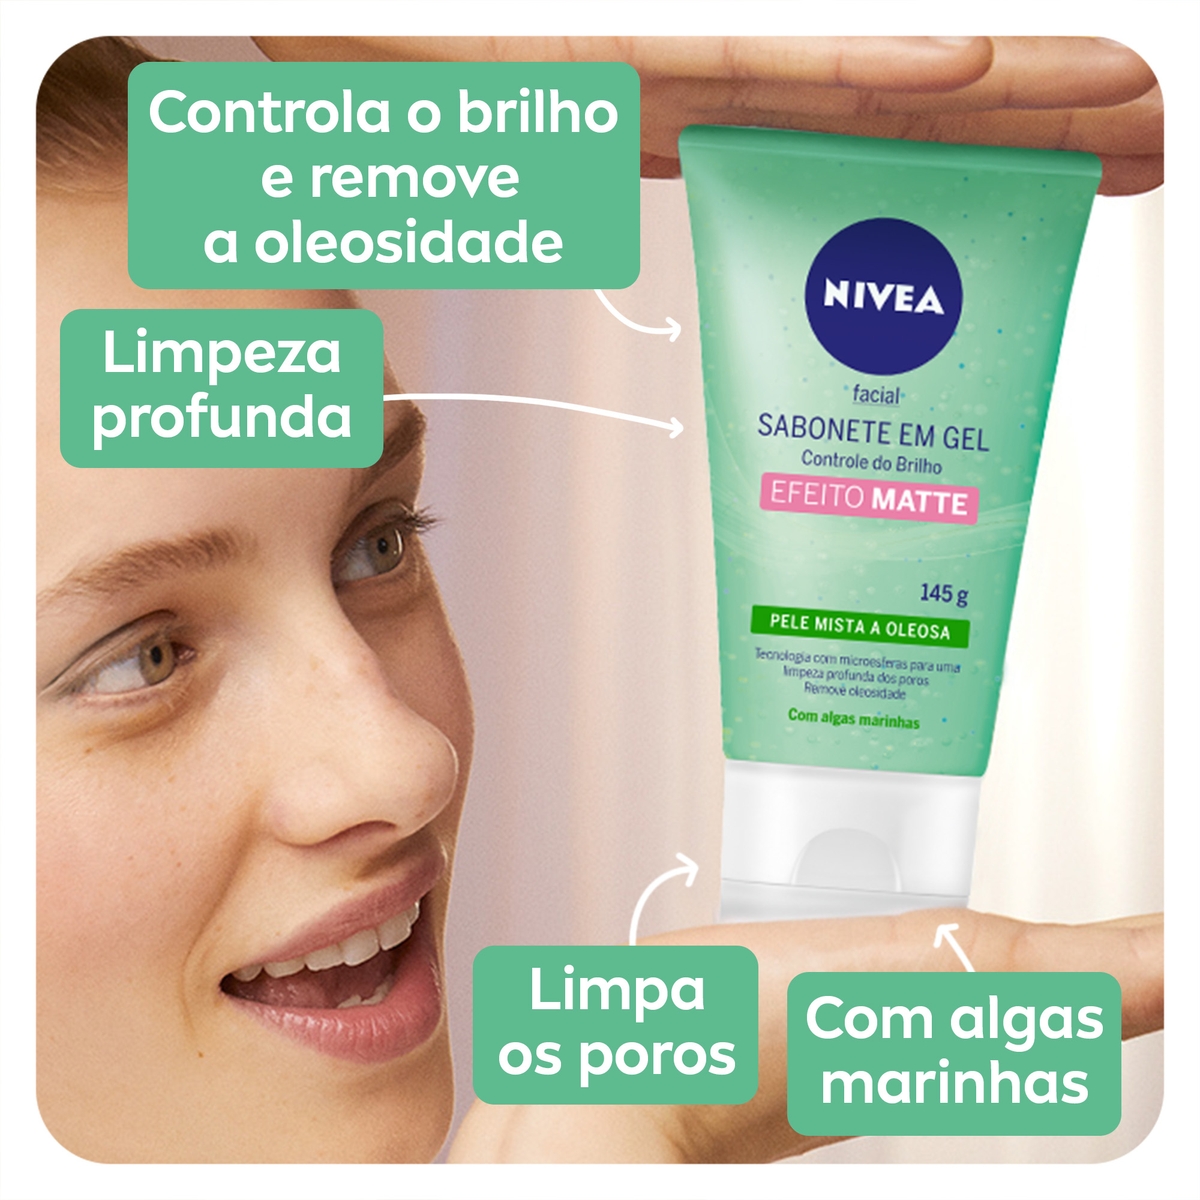 Controla o brilho
e remove
a oleosidade
Limpeza
profunda
NIVEA
facial
SABONETE EM GEL
Controle do Brilho
EFEITO MATTE
145 g
PELE MISTA A OLEOSA
Tecnologia com microesferas para uma
limpeza profunda dos poros
Remove oleosidade
Com algas marinhas
Limpa
os poros
Com algas
marinhas